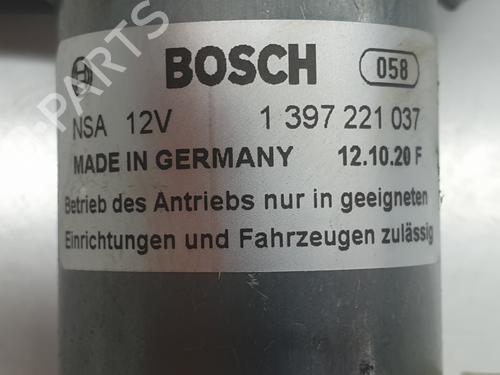 BOSCH 058
NSA 12V 1 397 221 037
MADE IN GERMANY 12.10.20 F
Betrieb des Antriebs nur in geeigneten
Einrichtungen und Fahrzeugen zulässig
B-PARTS